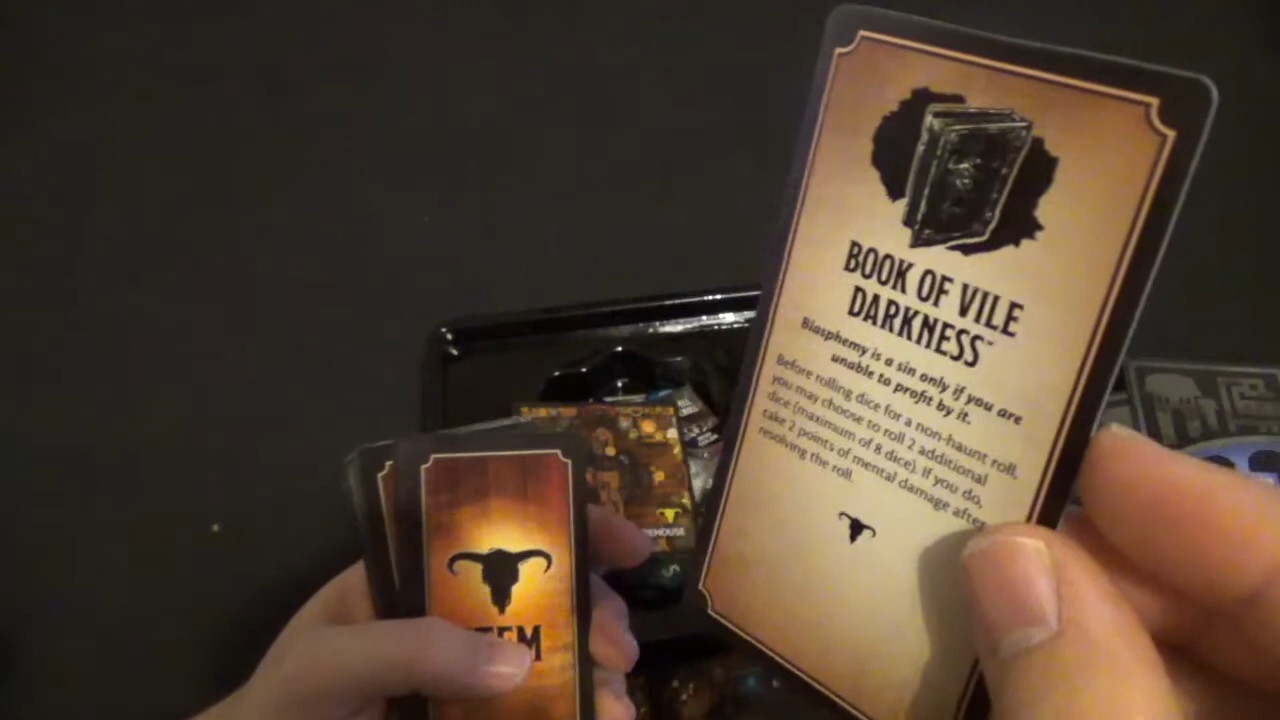 BOOK OF VILE
DARKNESS™
Blasphemy is a sin only if you are
unable to profit by it.
Before rolling dice for a non-haunt roll,
you may choose to roll 2 additional
dice (maximum of 8 dice). If you do,
take 2 points of mental damage after
resolving the roll.